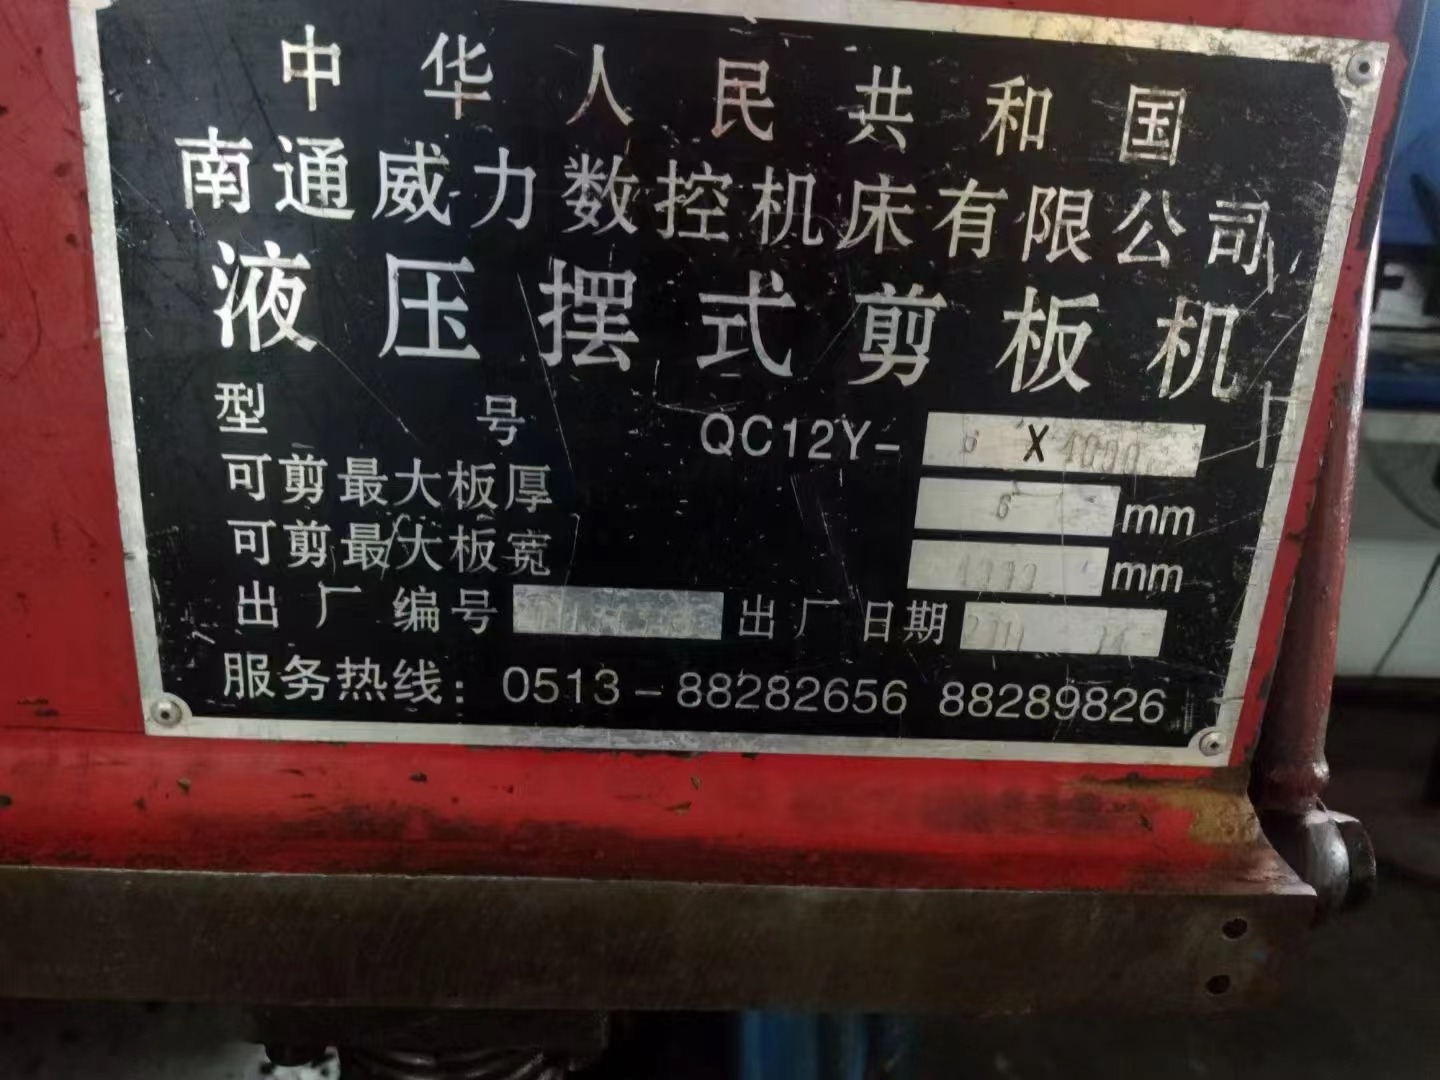 中华人民共和国
南通威力数控机床有限公司
液压摆式剪板机
型 号 QC12Y- 6 X 4000
可剪最大板厚 6 mm
可剪最大板宽 mm
出厂编号 出厂日期
服务热线：0513-88282656 88289826